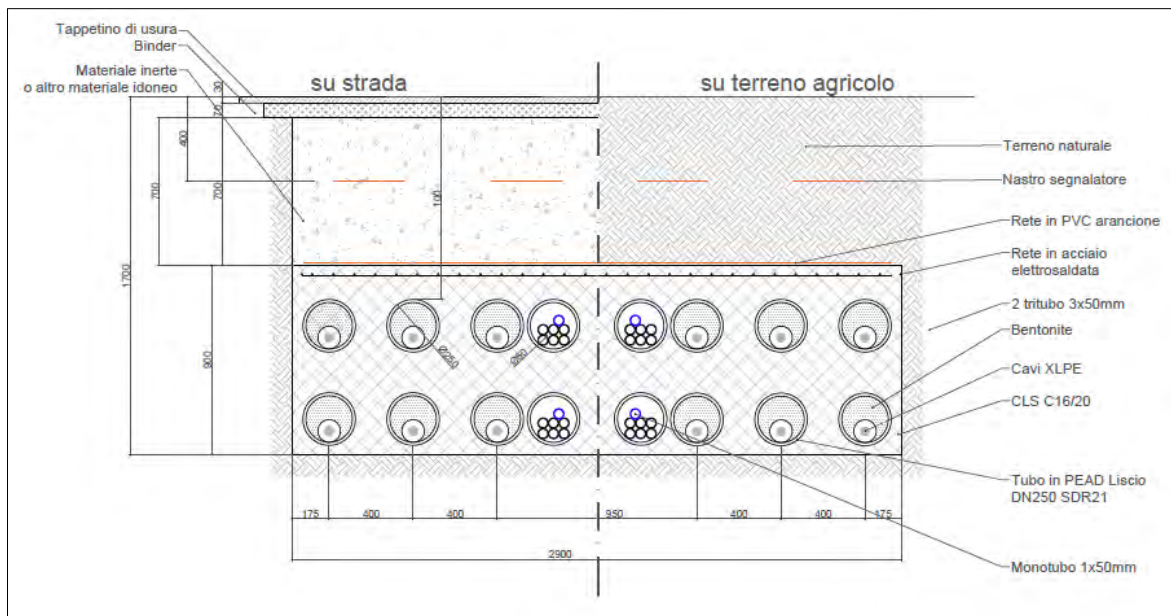 Tappetino di usura
Binder
Materiale inerte
o altro materiale idoneo
su strada
su terreno agricolo
30
70
400
700
700
100
1700
900
Terreno naturale
Nastro segnalatore
Rete in PVC arancione
Rete in acciaio
elettrosaldata
2 tritubo 3x50mm
Bentonite
Cavi XLPE
CLS C16/20
Tubo in PEAD Liscio
DN250 SDR21
Monotubo 1x50mm
Ø250
Ø50
175
400
400
950
400
400
175
2900